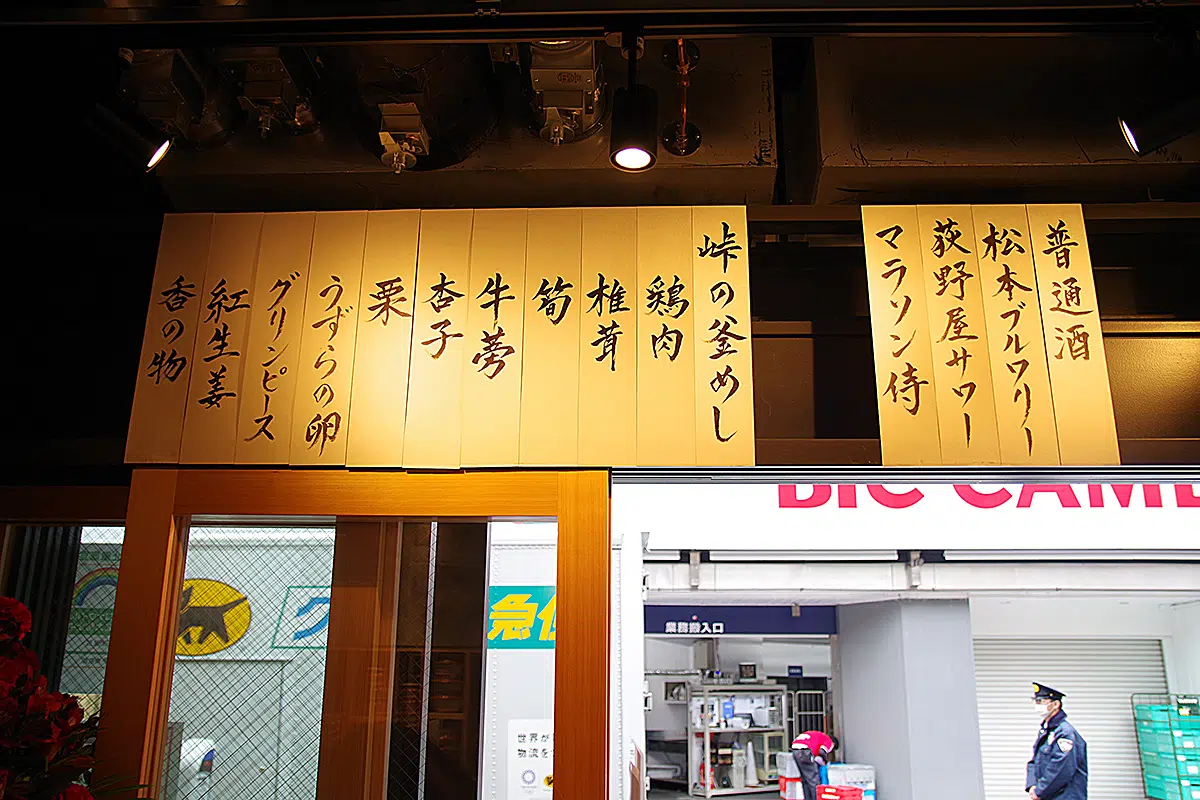 普通酒
松本ブルワリー
荻野屋サワー
マラソン侍
峠の釜めし
鶏肉
椎茸
筍
牛蒡
杏子
栗
うずらの卵
グリンピース
紅生姜
香の物
BIC CAME
業務搬入口
急
世界が
物流を